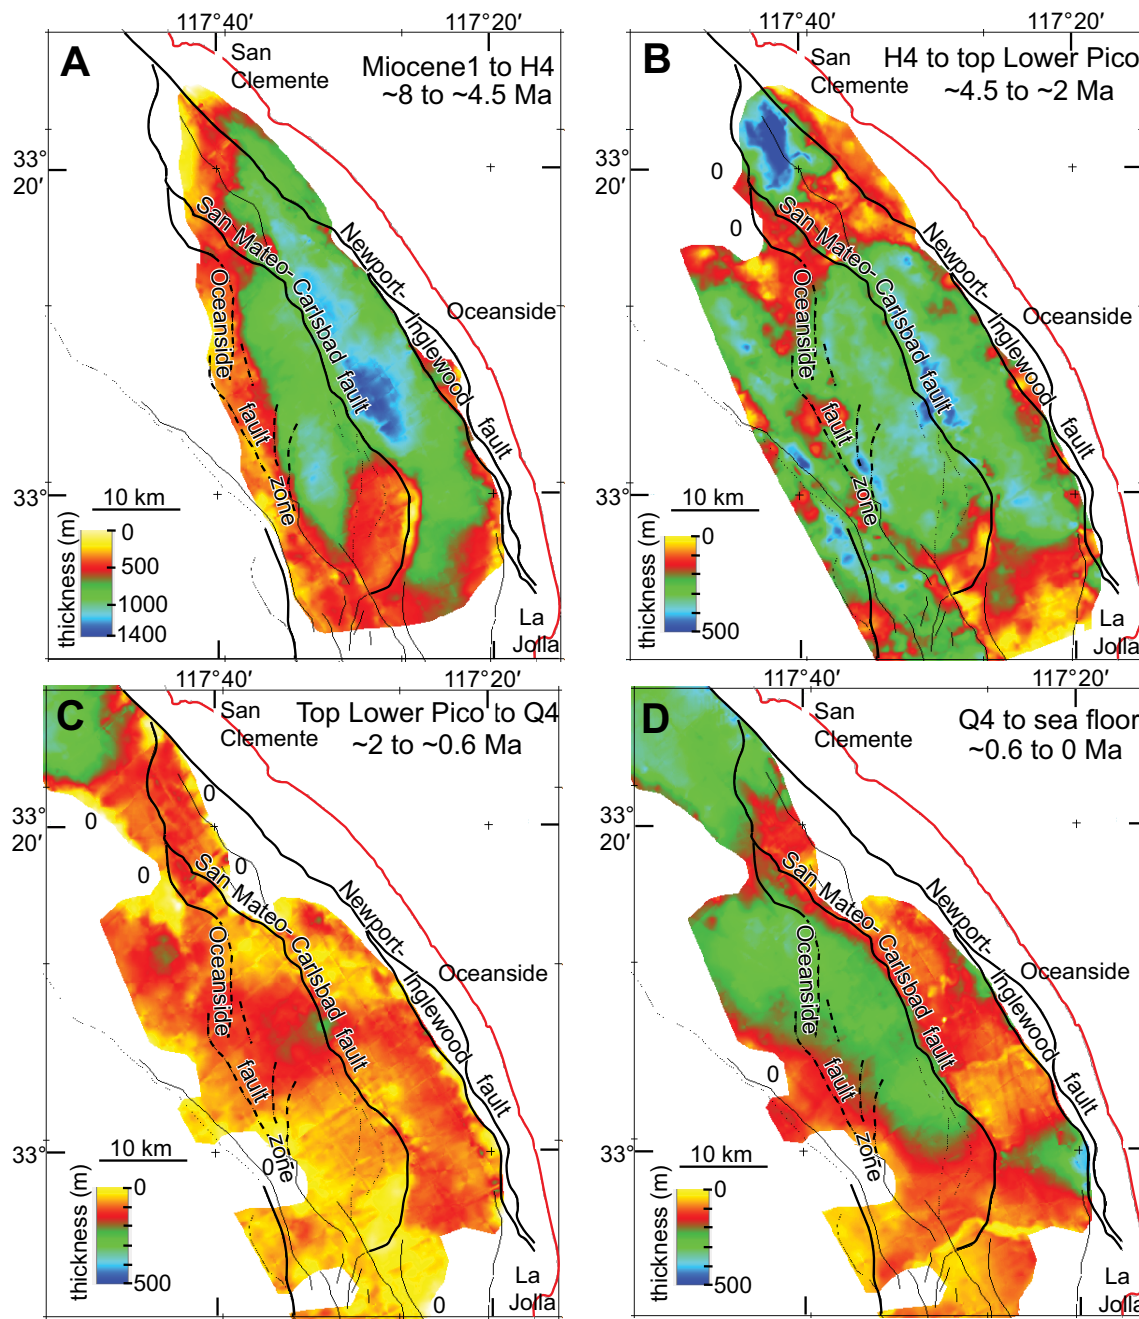 117°40′ 117°20′
A
San
Clemente
Miocene1 to H4
~8 to ~4.5 Ma
33°
20′
San Mateo-Carlsbad fault
Newport-Inglewood fault
Oceanside
Oceanside fault zone
33°
10 km
thickness (m)
0
500
1000
1400
La
Jolla
117°40′ 117°20′
B
San
Clemente
H4 to top Lower Pico
~4.5 to ~2 Ma
33°
20′
0
0
San Mateo-Carlsbad fault
Newport-Inglewood fault
Oceanside
Oceanside fault zone
33°
10 km
thickness (m)
0
500
La
Jolla
117°40′ 117°20′
C
San
Clemente
Top Lower Pico to Q4
~2 to ~0.6 Ma
33°
20′
0
0
0
0
San Mateo-Carlsbad fault
Newport-Inglewood fault
Oceanside
Oceanside fault zone
33°
0
10 km
thickness (m)
0
500
0
La
Jolla
117°40′ 117°20′
D
San
Clemente
Q4 to sea floor
~0.6 to 0 Ma
33°
20′
San Mateo-Carlsbad fault
Newport-Inglewood fault
Oceanside
Oceanside fault zone
0
33°
10 km
thickness (m)
0
500
La
Jolla